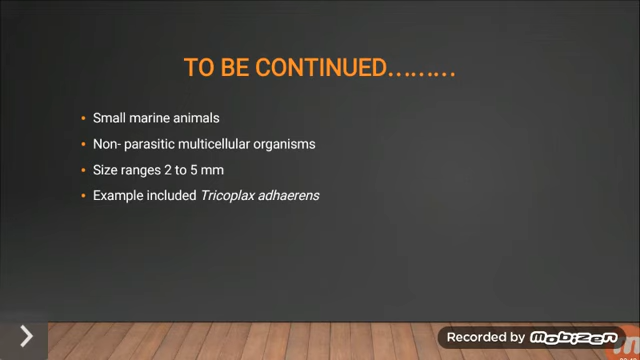 TO BE CONTINUED………
• Small marine animals
• Non- parasitic multicellular organisms
• Size ranges 2 to 5 mm
• Example included Tricoplax adhaerens
Recorded by Mobizen